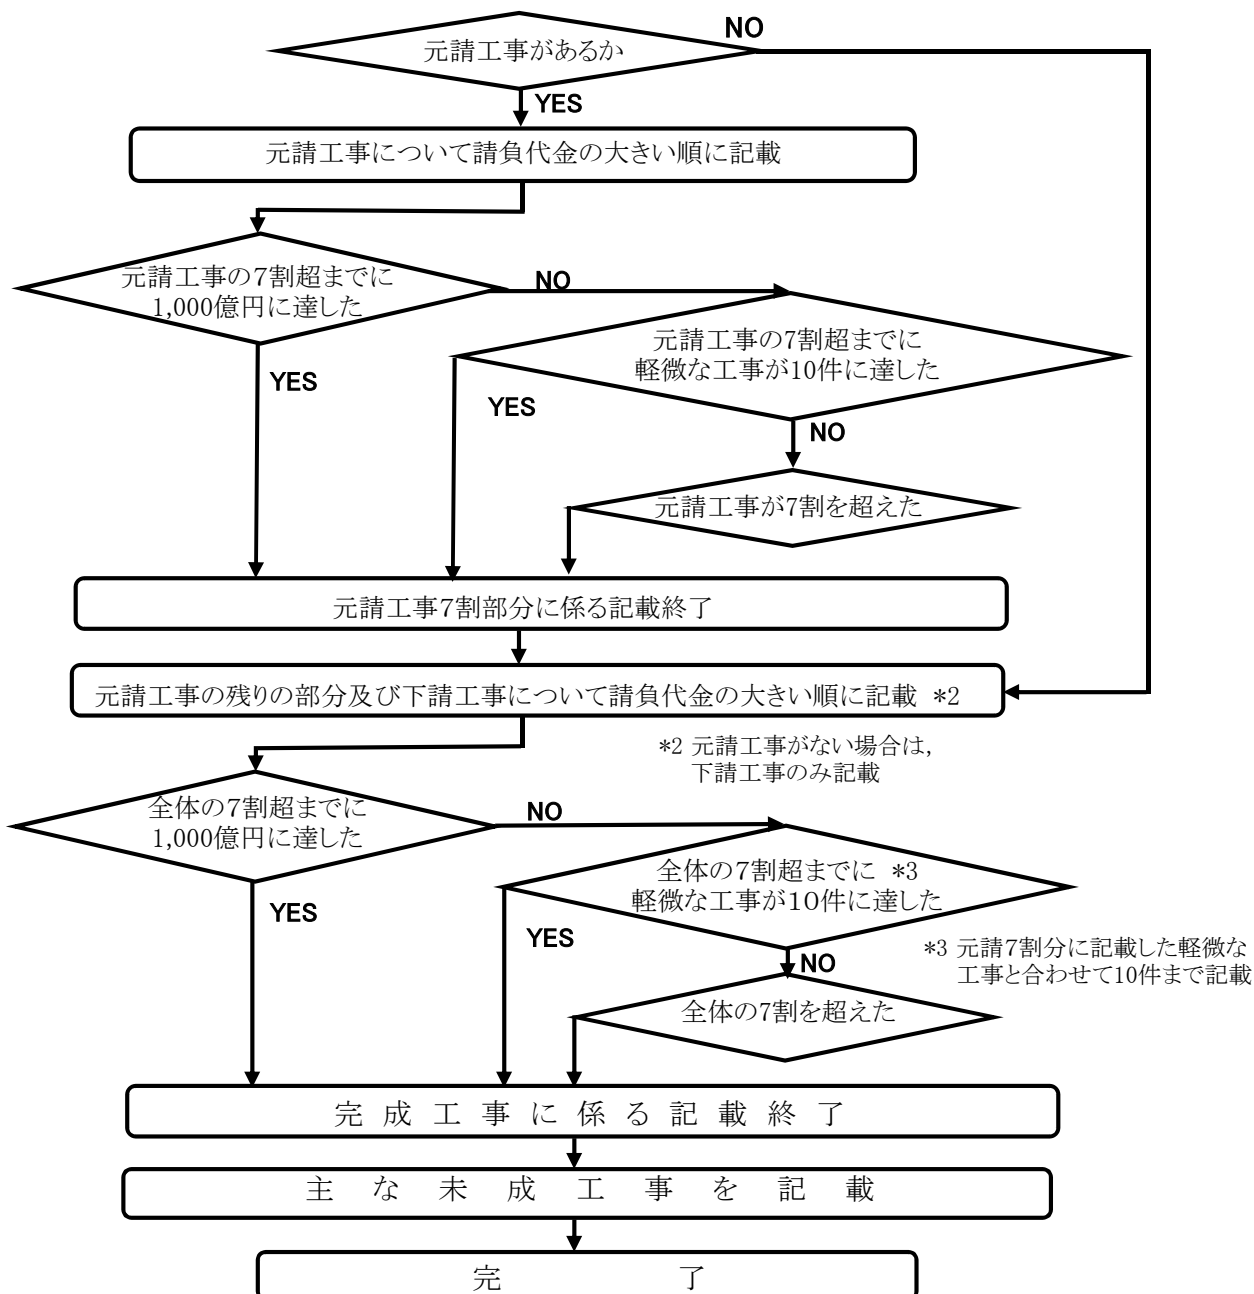 元請工事があるか
NO
YES
元請工事について請負代金の大きい順に記載
元請工事の7割超までに
1,000億円に達した
NO
元請工事の7割超までに
軽微な工事が10件に達した
YES
YES
NO
元請工事が7割を超えた
元請工事7割部分に係る記載終了
元請工事の残りの部分及び下請工事について請負代金の大きい順に記載 *2
*2 元請工事がない場合は,
下請工事のみ記載
全体の7割超までに
1,000億円に達した
NO
全体の7割超までに *3
軽微な工事が10件に達した
YES
YES
*3 元請7割分に記載した軽微な
工事と合わせて10件まで記載
NO
全体の7割を超えた
完成工事に係る記載終了
主な未成工事を記載
完了